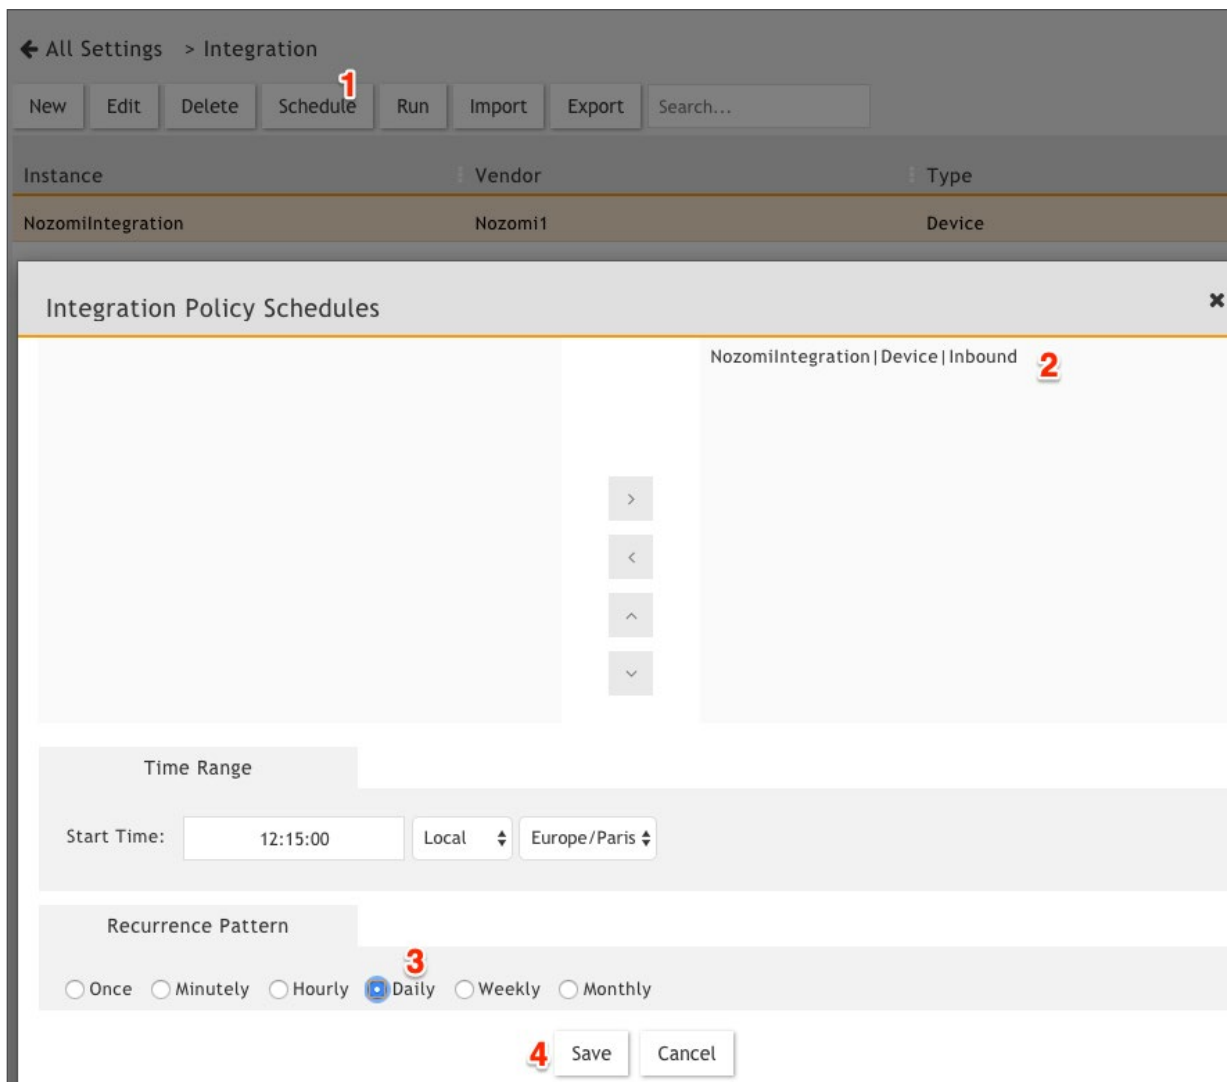 All Settings > Integration
1
New Edit Delete Schedule Run Import Export Search...
Instance Vendor Type
NozomiIntegration Nozomi1 Device
Integration Policy Schedules
NozomiIntegration|Device|Inbound 2
Time Range
Start Time: 12:15:00 Local Europe/Paris
Recurrence Pattern
3
Once Minutely Hourly Daily Weekly Monthly
4 Save Cancel